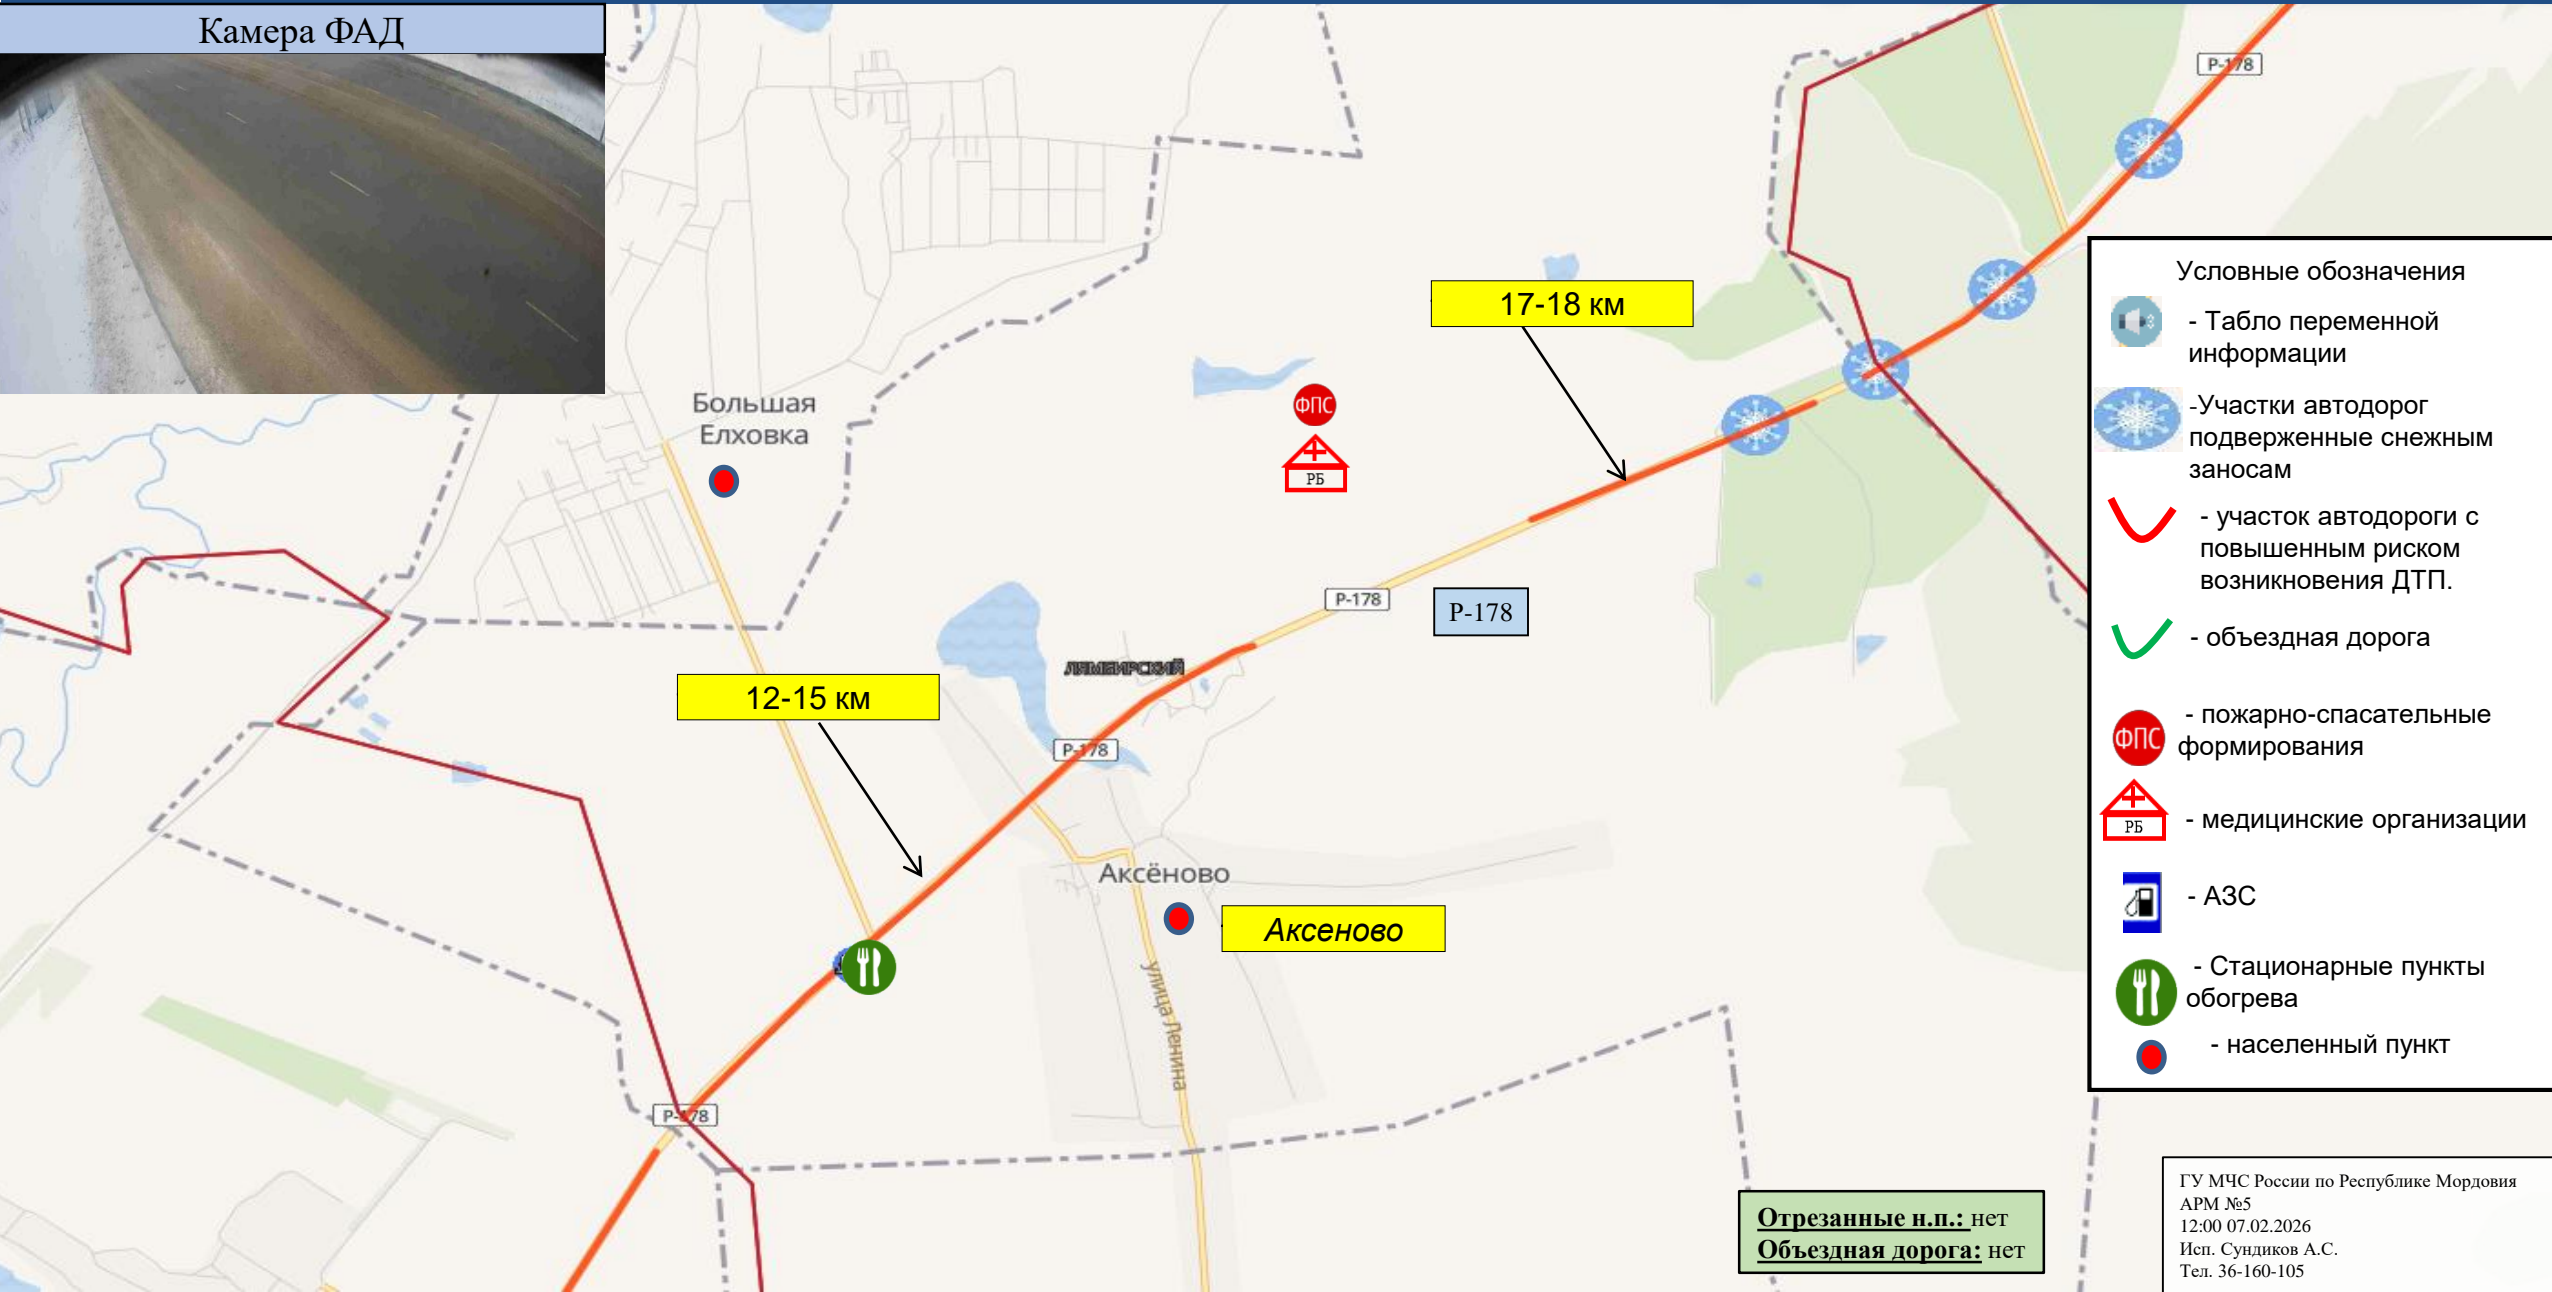 Камера ФАД
Р-178
17-18 км
Большая
Елховка
ФПС
РБ
Р-178
Р-178
ЛЯМБИРСКИЙ
12-15 км
Р-178
Аксёново
Аксеново
улица Ленина
Р-178
Условные обозначения
- Табло переменной
информации
-Участки автодорог
подверженные снежным
заносам
- участок автодороги с
повышенным риском
возникновения ДТП.
- объездная дорога
ФПС
- пожарно-спасательные
формирования
РБ
- медицинские организации
- АЗС
- Стационарные пункты
обогрева
- населенный пункт
Отрезанные н.п.: нет
Объездная дорога: нет
ГУ МЧС России по Республике Мордовия
АРМ №5
12:00 07.02.2026
Исп. Сундиков А.С.
Тел. 36-160-105